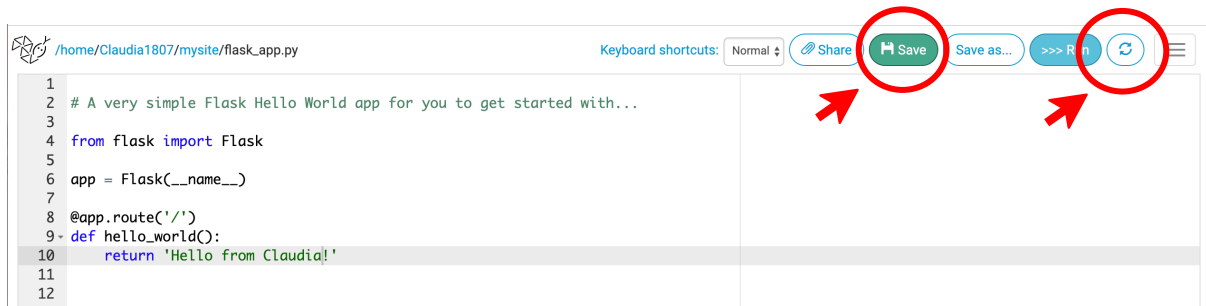 /home/Claudia1807/mysite/flask_app.py Keyboard shortcuts: Normal Share Save Save as... >>> Run
1
2 # A very simple Flask Hello World app for you to get started with...
3
4 from flask import Flask
5
6 app = Flask(__name__)
7
8 @app.route('/')
9 def hello_world():
10     return 'Hello from Claudia!'
11
12